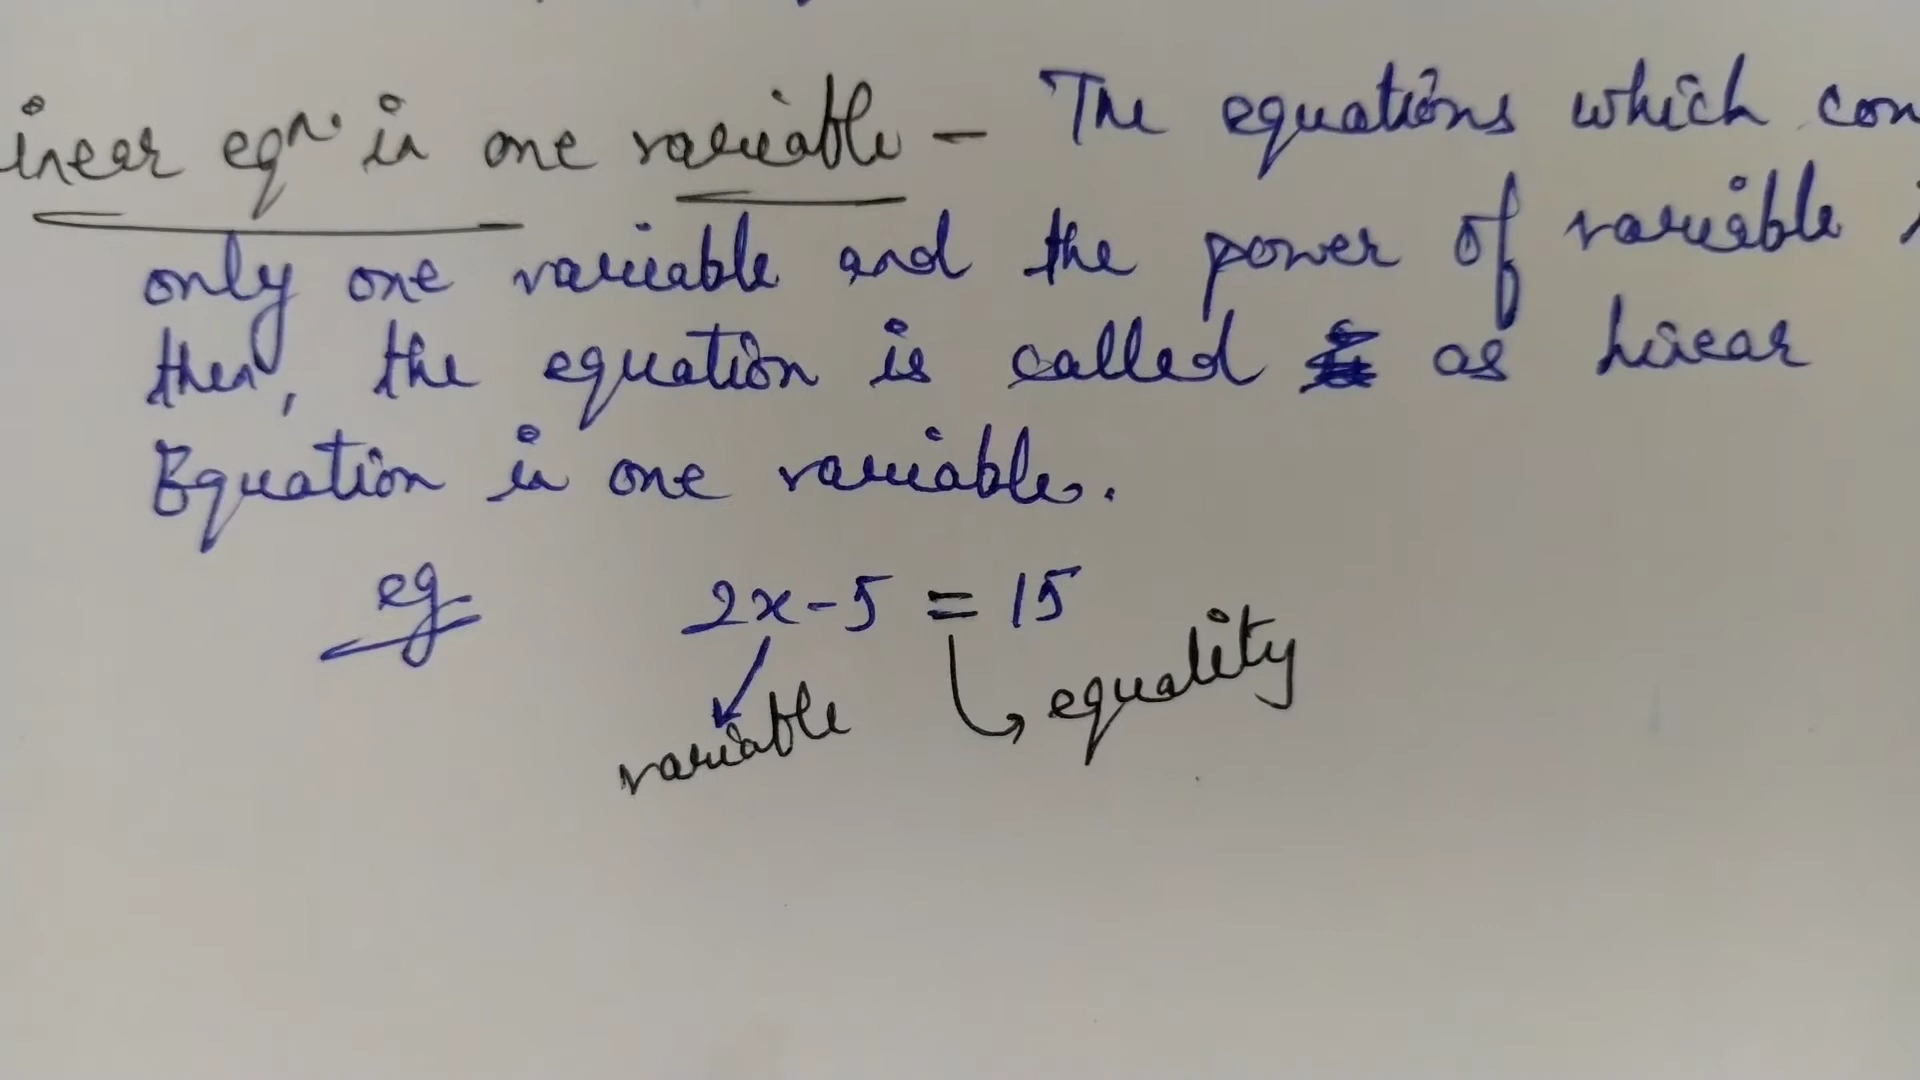 inear eqn. in one variable – The equations which con
only one variable and the power of variable i
then, the equation is called as Linear
Equation in one variable.
eg 2x - 5 = 15
variable equality